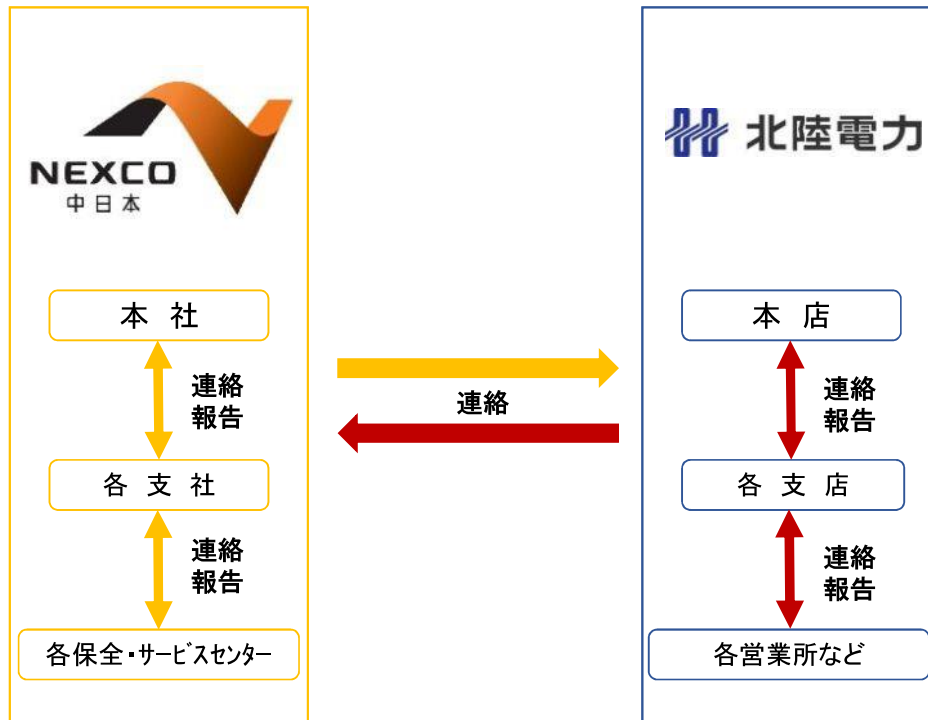 NEXCO
中日本
本 社
連絡
報告
各 支 社
連絡
報告
各保全・サービスセンター
連絡
北陸電力
本 店
連絡
報告
各 支 店
連絡
報告
各営業所など